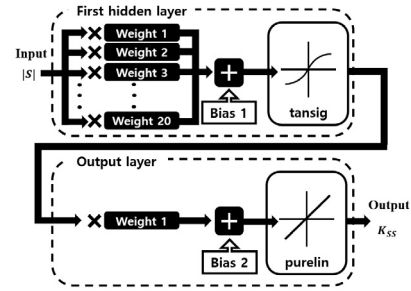 First hidden layer
Input
|S|
Weight 1
Weight 2
Weight 3
Weight 20
Bias 1
tansig
Output layer
Weight 1
Bias 2
purelin
Output
K_SS